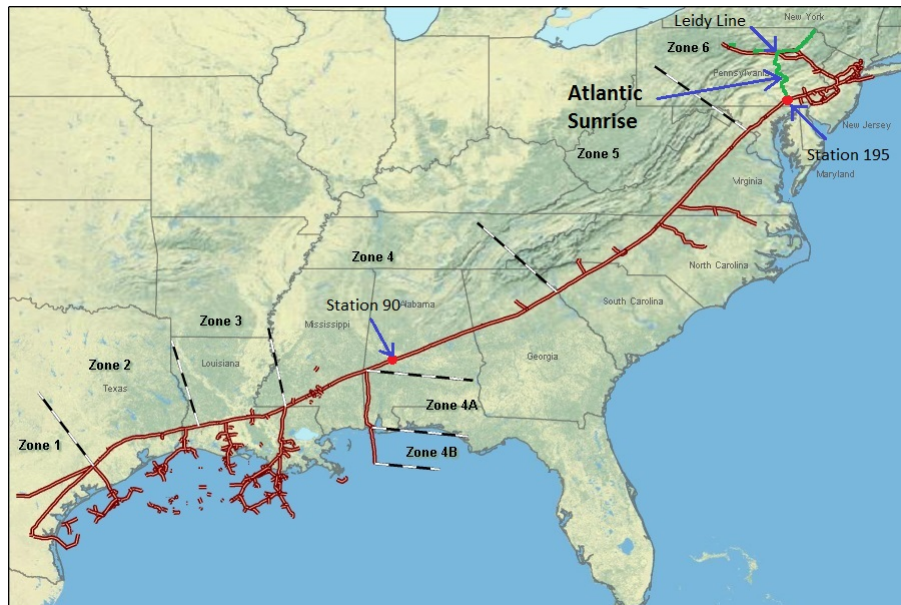 Leidy Line
New York
Zone 6
Pennsylvania
Atlantic
Sunrise
New Jersey
Station 195
Zone 5
Maryland
Virginia
Zone 4
North Carolina
Station 90
Alabama
South Carolina
Zone 3
Mississippi
Zone 2
Louisiana
Georgia
Texas
Zone 4A
Zone 1
Zone 4B